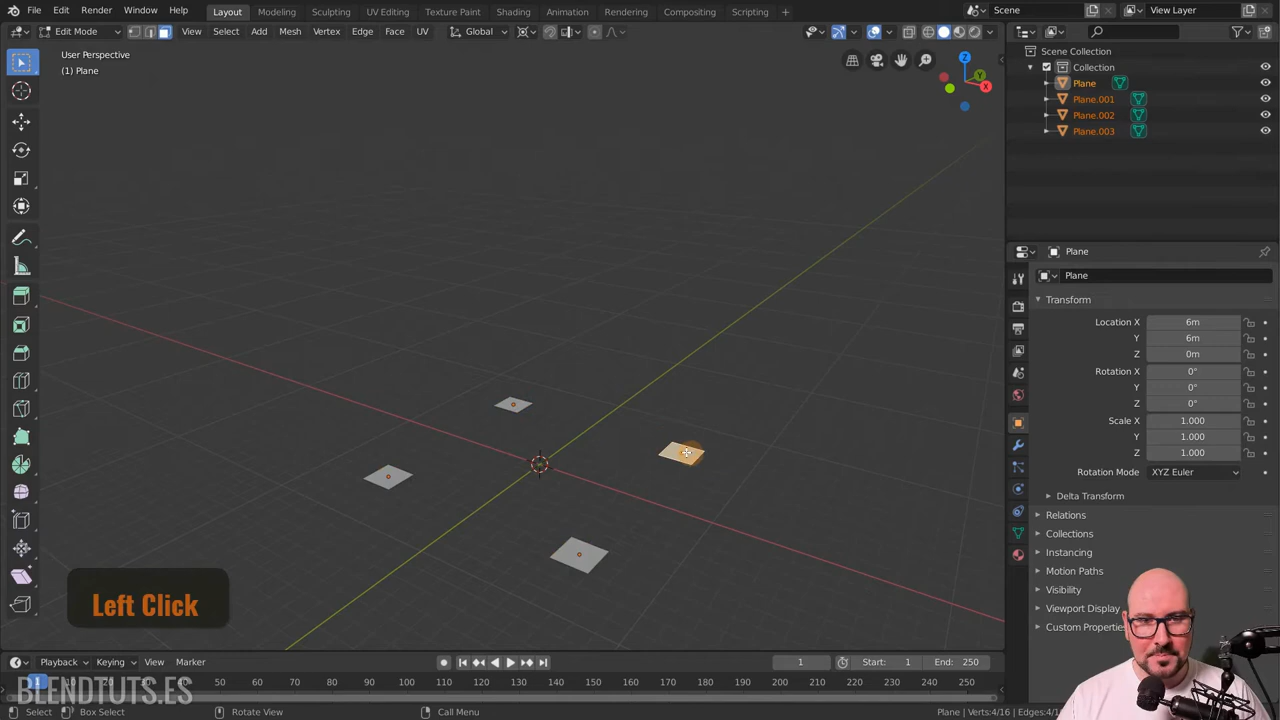 File Edit Render Window Help Layout Modeling Sculpting UV Editing Texture Paint Shading Animation Rendering Compositing Scripting + Scene View Layer
Edit Mode View Select Add Mesh Vertex Edge Face UV Global
User Perspective
(1) Plane
Z
Y
X
Scene Collection
Collection
Plane
Plane.001
Plane.002
Plane.003
Plane
Plane
Transform
Location X 6m
Y 6m
Z 0m
Rotation X 0°
Y 0°
Z 0°
Scale X 1.000
Y 1.000
Z 1.000
Rotation Mode XYZ Euler
Delta Transform
Relations
Collections
Instancing
Motion Paths
Visibility
Viewport Display
Custom Properties
Left Click
Playback Keying View Marker 1 Start: 1 End: 250
1 20 30 40 50 60 70 80 90 100 110 120 130 140 150 160 170 180 190 200 210 220 230 240 250
BLENDTUTS.ES
Select Box Select Rotate View Call Menu Plane | Verts:4/16 | Edges:4/1